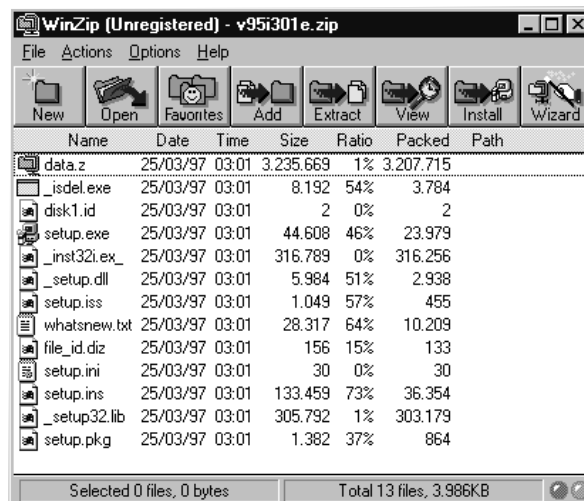 WinZip (Unregistered) - v95i301e.zip
File Actions Options Help
New Open Favorites Add Extract View Install Wizard
Name Date Time Size Ratio Packed Path
data.z 25/03/97 03:01 3.235.669 1% 3.207.715
_isdel.exe 25/03/97 03:01 8.192 54% 3.784
disk1.id 25/03/97 03:01 2 0% 2
setup.exe 25/03/97 03:01 44.608 46% 23.979
_inst32i.ex_ 25/03/97 03:01 316.789 0% 316.256
_setup.dll 25/03/97 03:01 5.984 51% 2.938
setup.iss 25/03/97 03:01 1.049 57% 455
whatsnew.txt 25/03/97 03:01 28.317 64% 10.209
file_id.diz 25/03/97 03:01 156 15% 133
setup.ini 25/03/97 03:01 30 0% 30
setup.ins 25/03/97 03:01 133.459 73% 36.354
_setup32.lib 25/03/97 03:01 305.792 1% 303.179
setup.pkg 25/03/97 03:01 1.382 37% 864
Selected 0 files, 0 bytes Total 13 files, 3.986KB